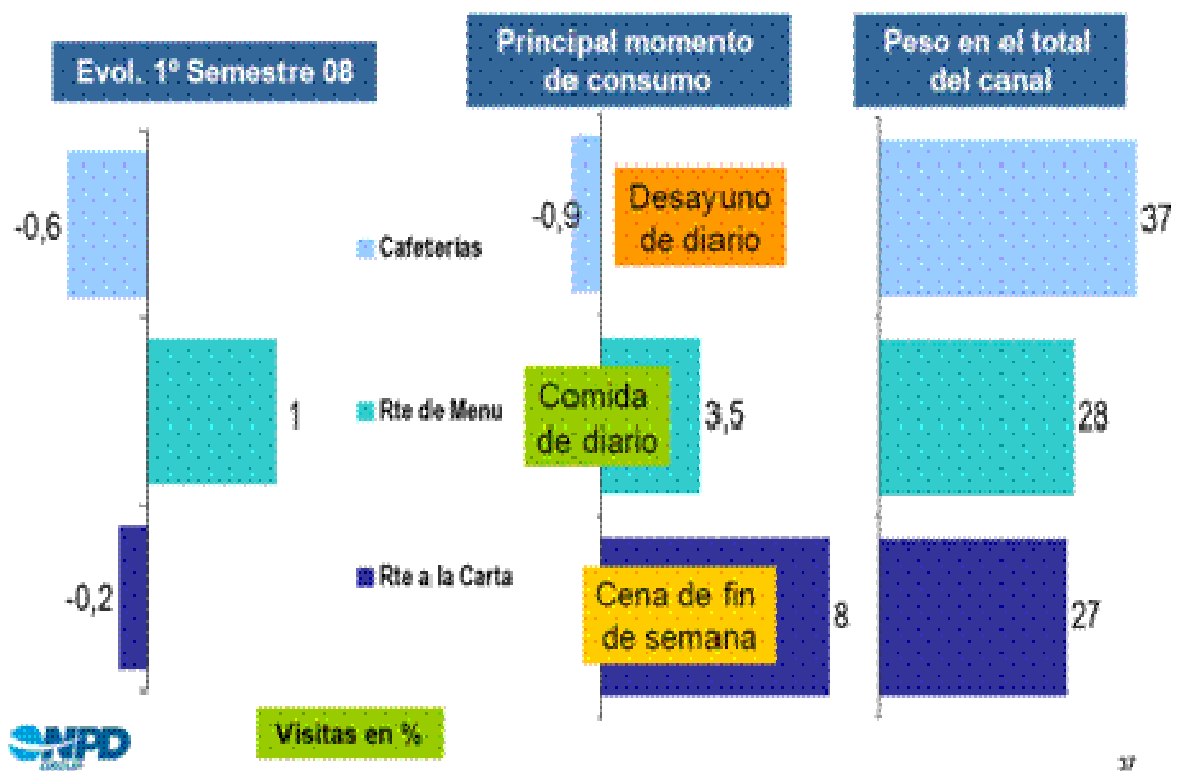 Evol. 1º Semestre 08
Principal momento
de consumo
Peso en el total
del canal
-0,6
Cafeterías
-0,9
Desayuno
de diario
37
1
Rte de Menu
Comida
de diario
3,5
28
-0,2
Rte a la Carta
Cena de fin
de semana
8
27
Visitas en %
NPD
GROUP
37